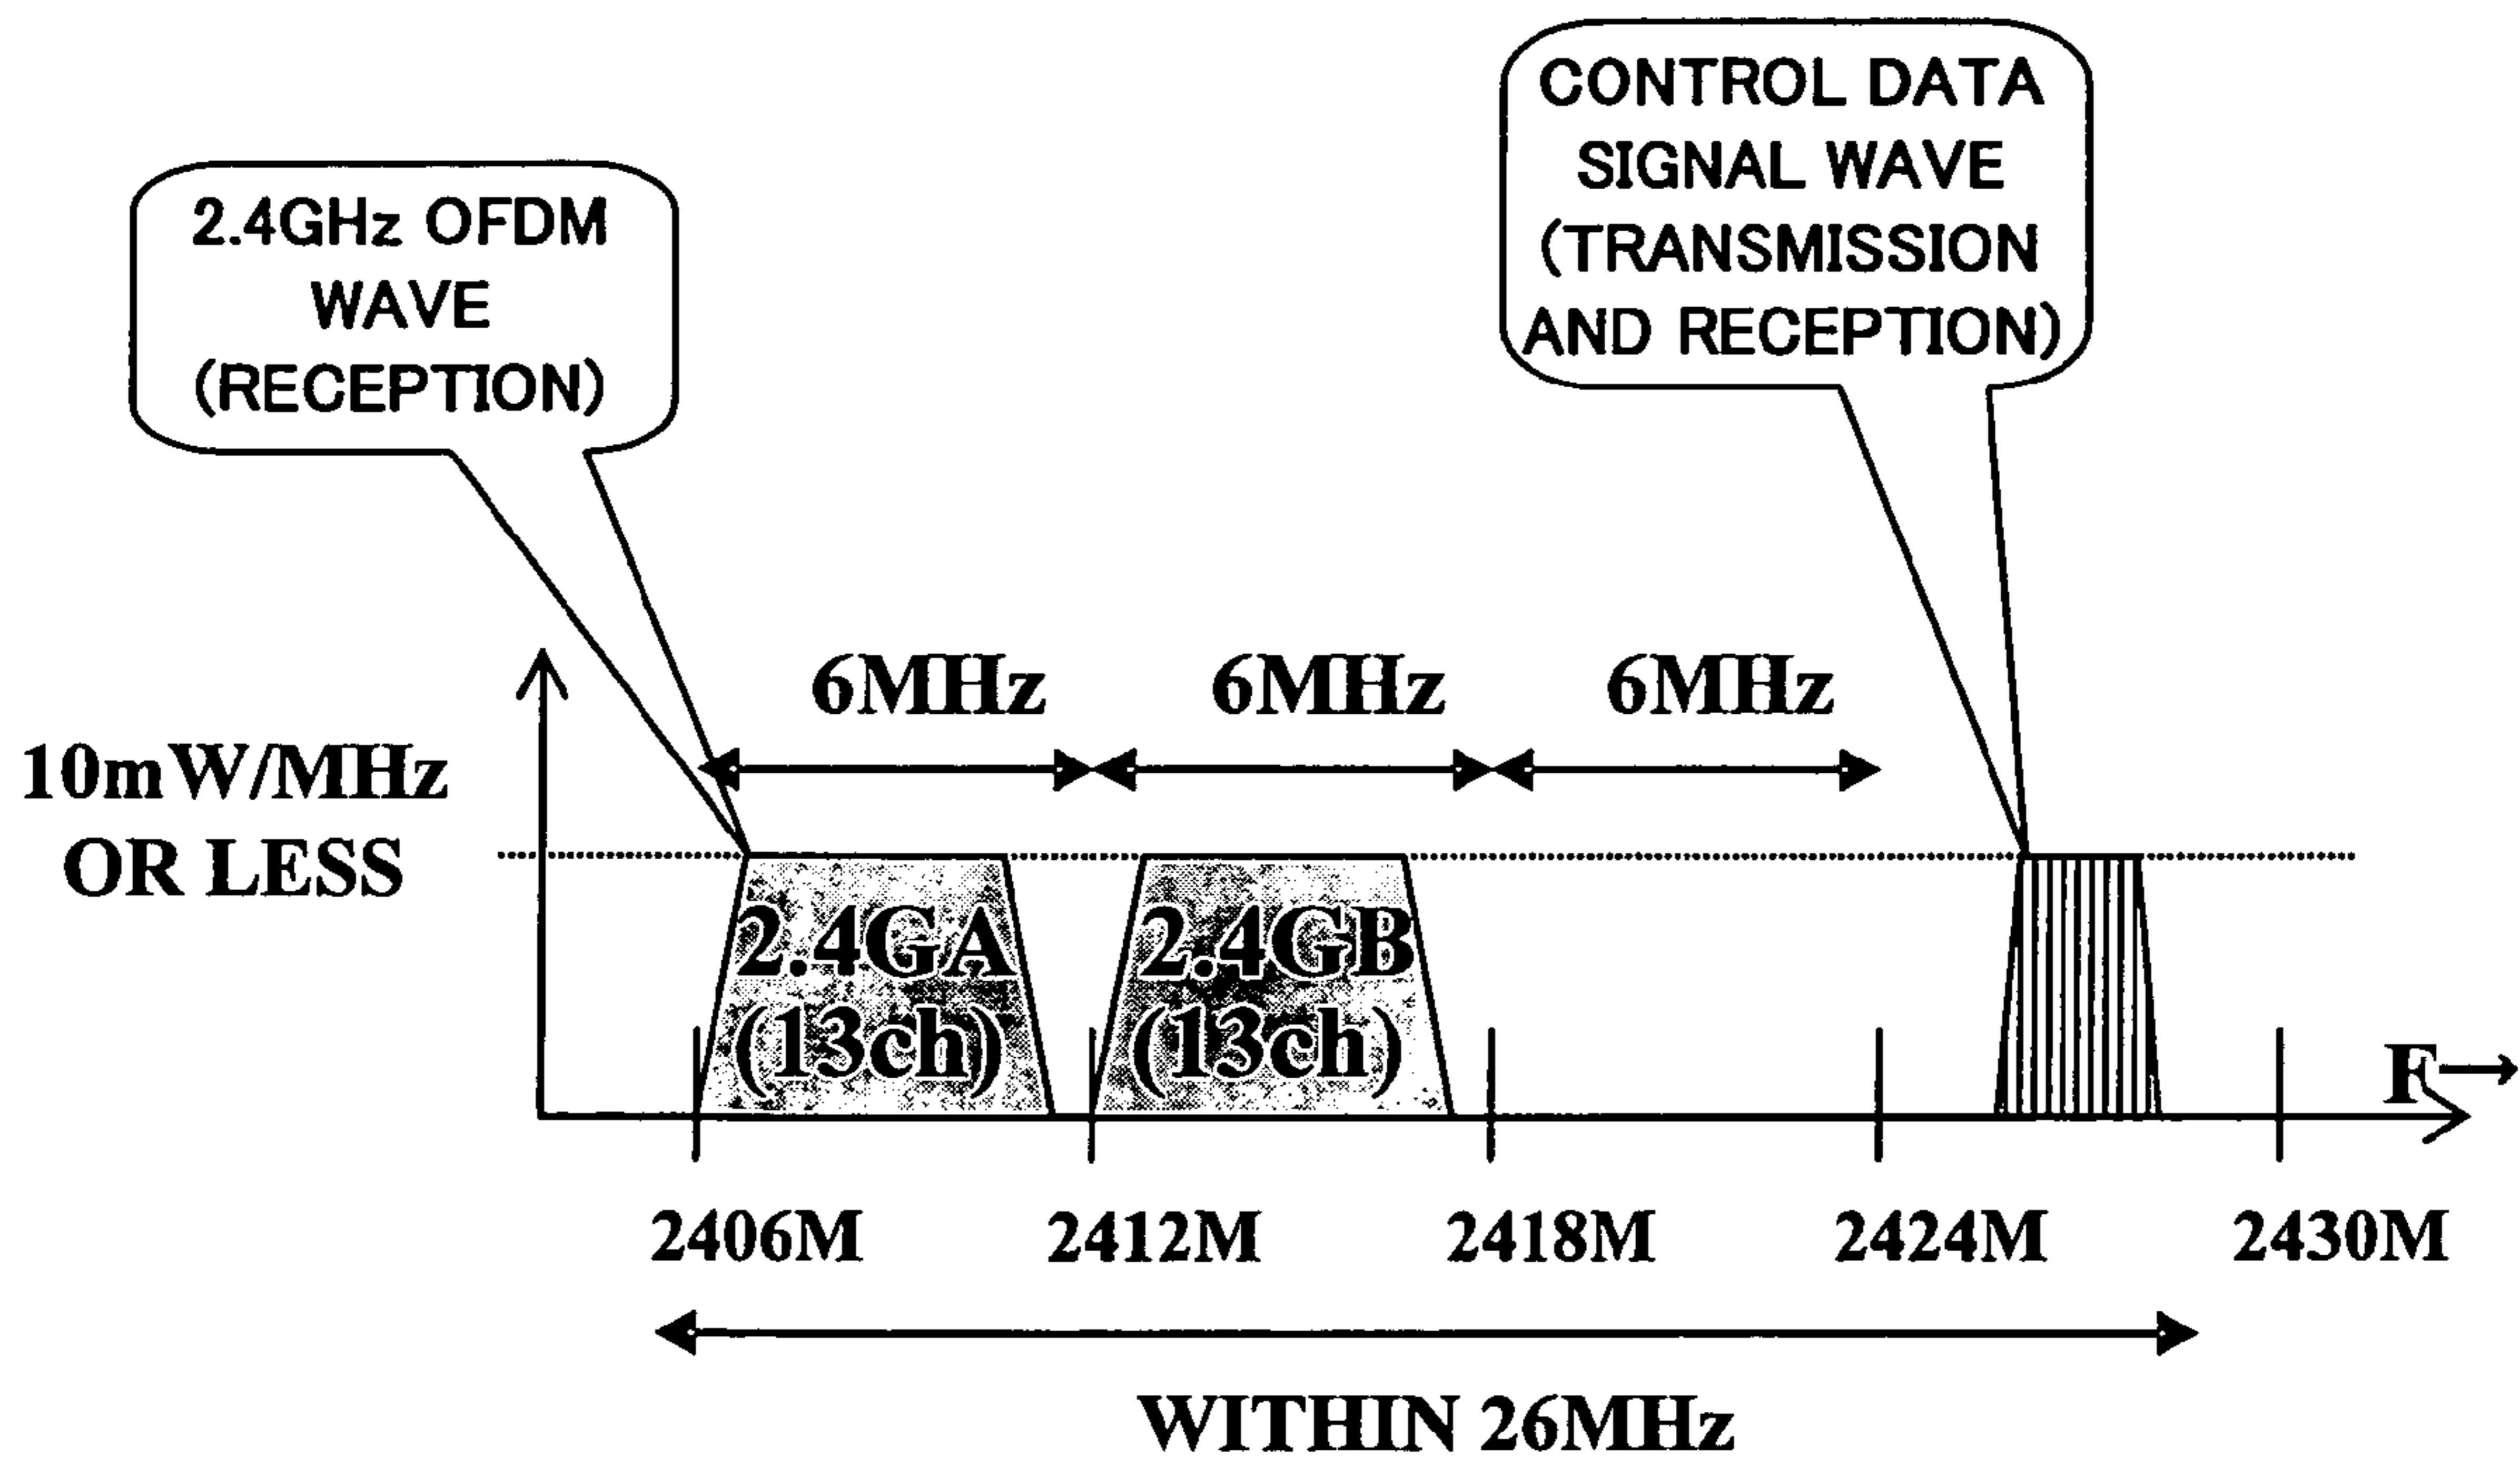 CONTROL DATA
SIGNAL WAVE
(TRANSMISSION
AND RECEPTION)
2.4GHz OFDM
WAVE
(RECEPTION)
6MHz 6MHz 6MHz
10mW/MHz
OR LESS
2.4GA 2.4GB
(13ch) (13ch)
F→
2406M 2412M 2418M 2424M 2430M
WITHIN 26MHz